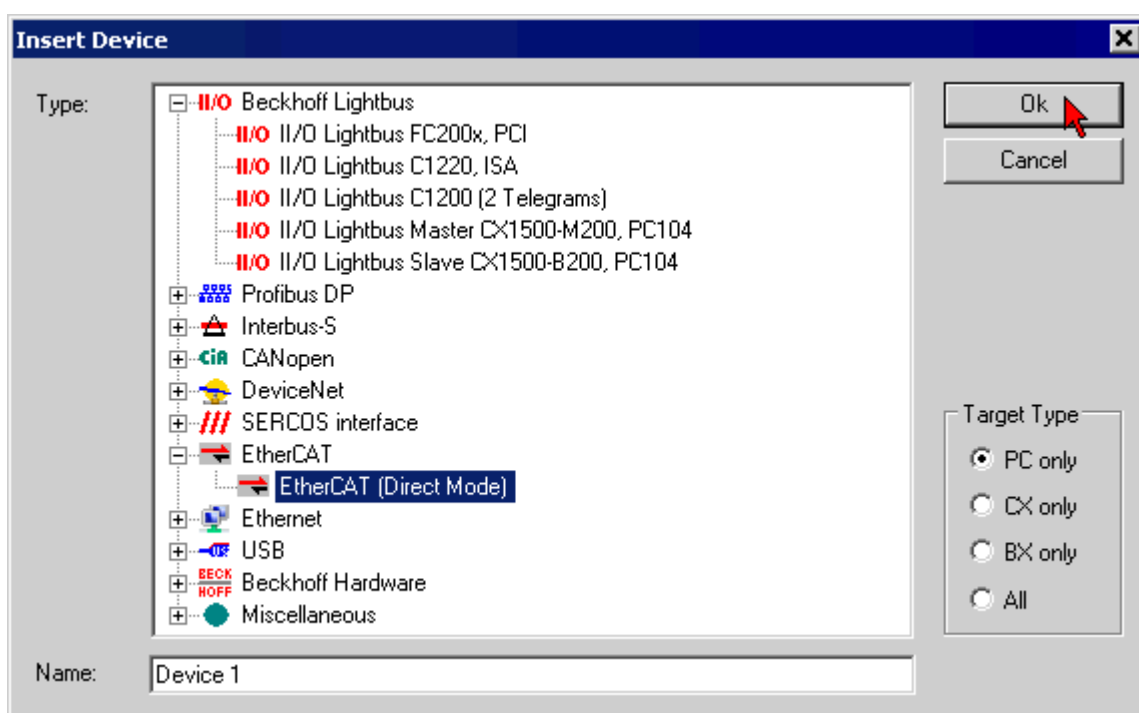 Insert Device
Type:
II/O Beckhoff Lightbus
II/O II/O Lightbus FC200x, PCI
II/O II/O Lightbus C1220, ISA
II/O II/O Lightbus C1200 (2 Telegrams)
II/O II/O Lightbus Master CX1500-M200, PC104
II/O II/O Lightbus Slave CX1500-B200, PC104
Profibus DP
Interbus-S
CiA CANopen
DeviceNet
SERCOS interface
EtherCAT
EtherCAT (Direct Mode)
Ethernet
USB
BECK
HOFF
Beckhoff Hardware
Miscellaneous
Ok
Cancel
Target Type
PC only
CX only
BX only
All
Name:
Device 1